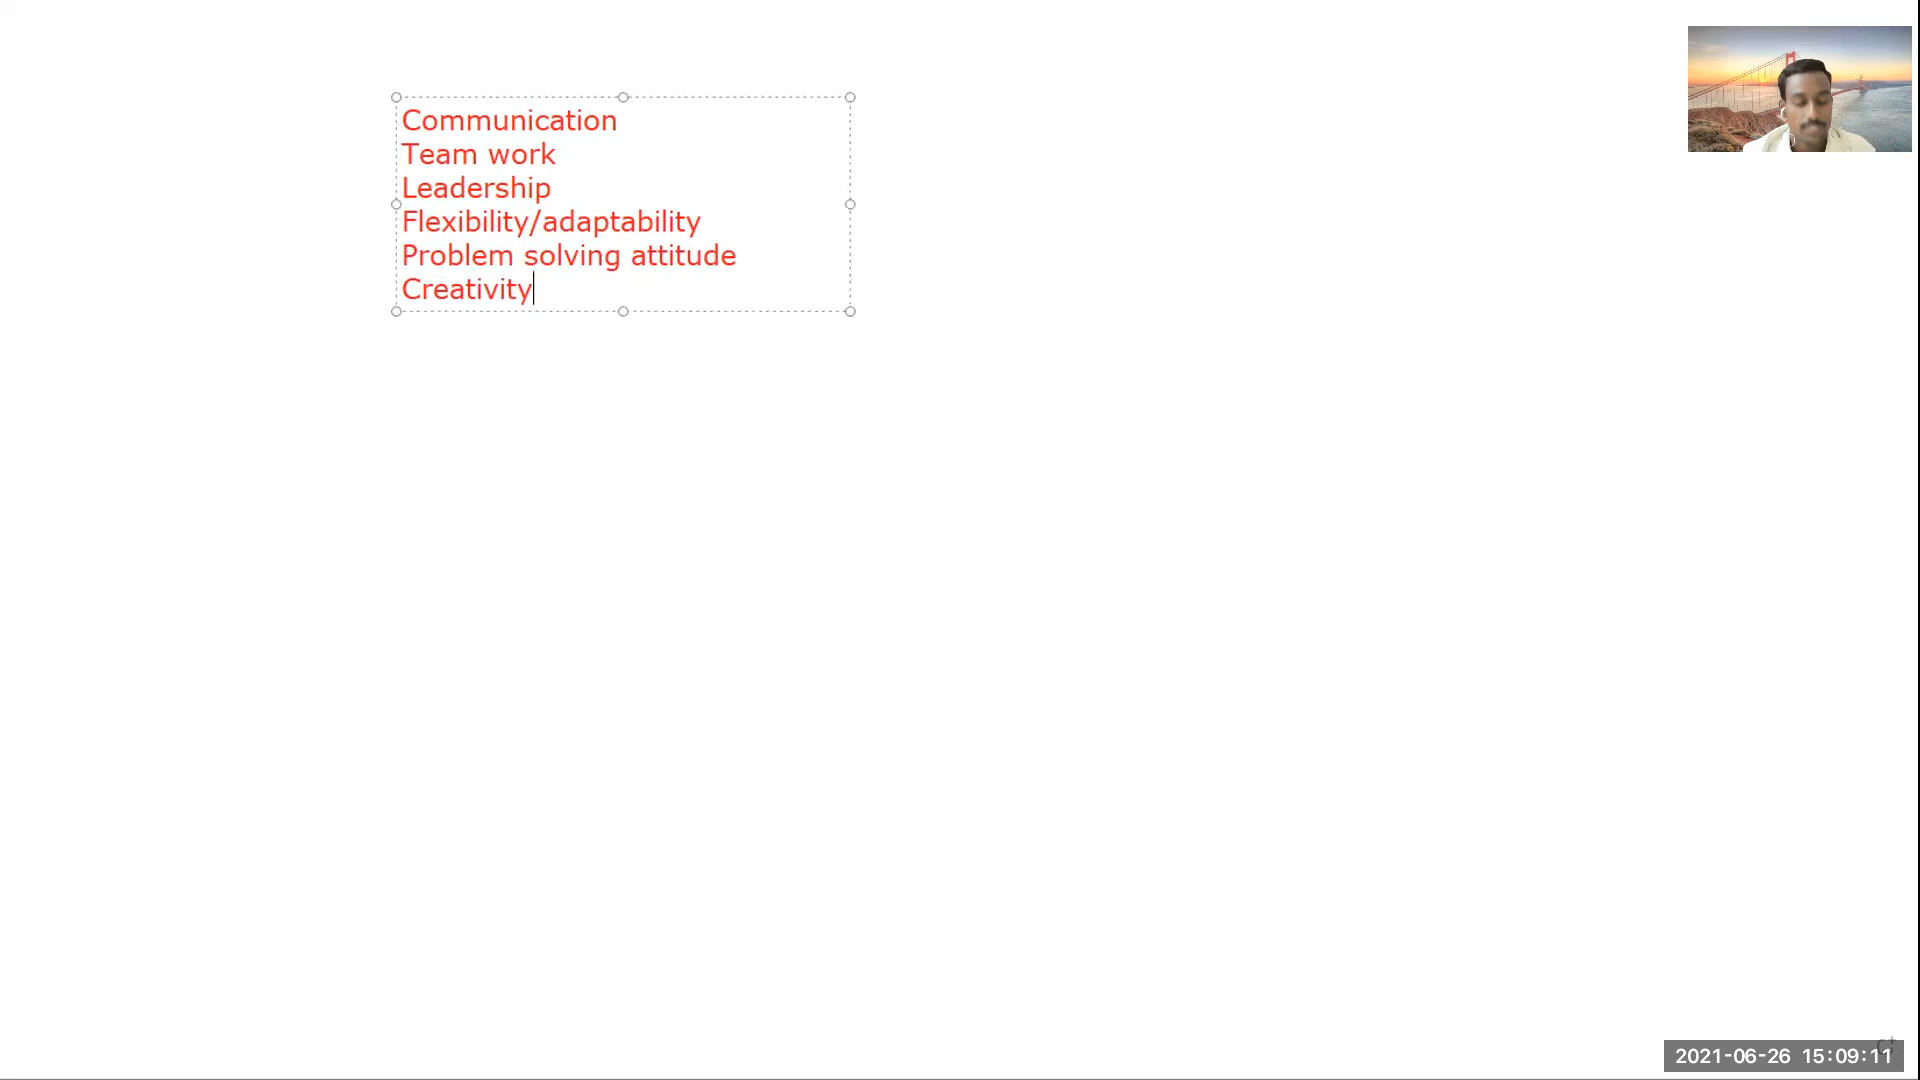 Communication
Team work
Leadership
Flexibility/adaptability
Problem solving attitude
Creativity
2021-06-26 15:09:11